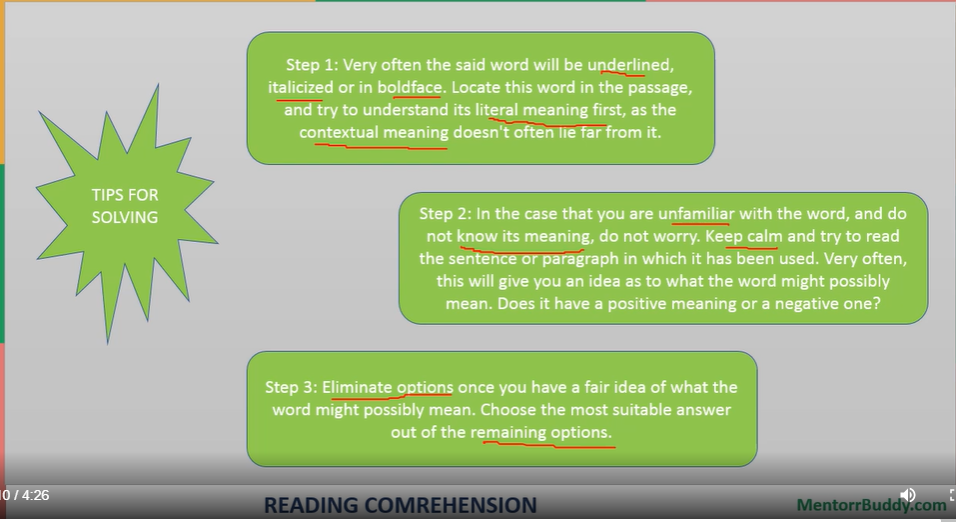 TIPS FOR
SOLVING
Step 1: Very often the said word will be underlined,
italicized or in boldface. Locate this word in the passage,
and try to understand its literal meaning first, as the
contextual meaning doesn't often lie far from it.
Step 2: In the case that you are unfamiliar with the word, and do
not know its meaning, do not worry. Keep calm and try to read
the sentence or paragraph in which it has been used. Very often,
this will give you an idea as to what the word might possibly
mean. Does it have a positive meaning or a negative one?
Step 3: Eliminate options once you have a fair idea of what the
word might possibly mean. Choose the most suitable answer
out of the remaining options.
/ 4:26
READING COMREHENSION
MentorrBuddy.com